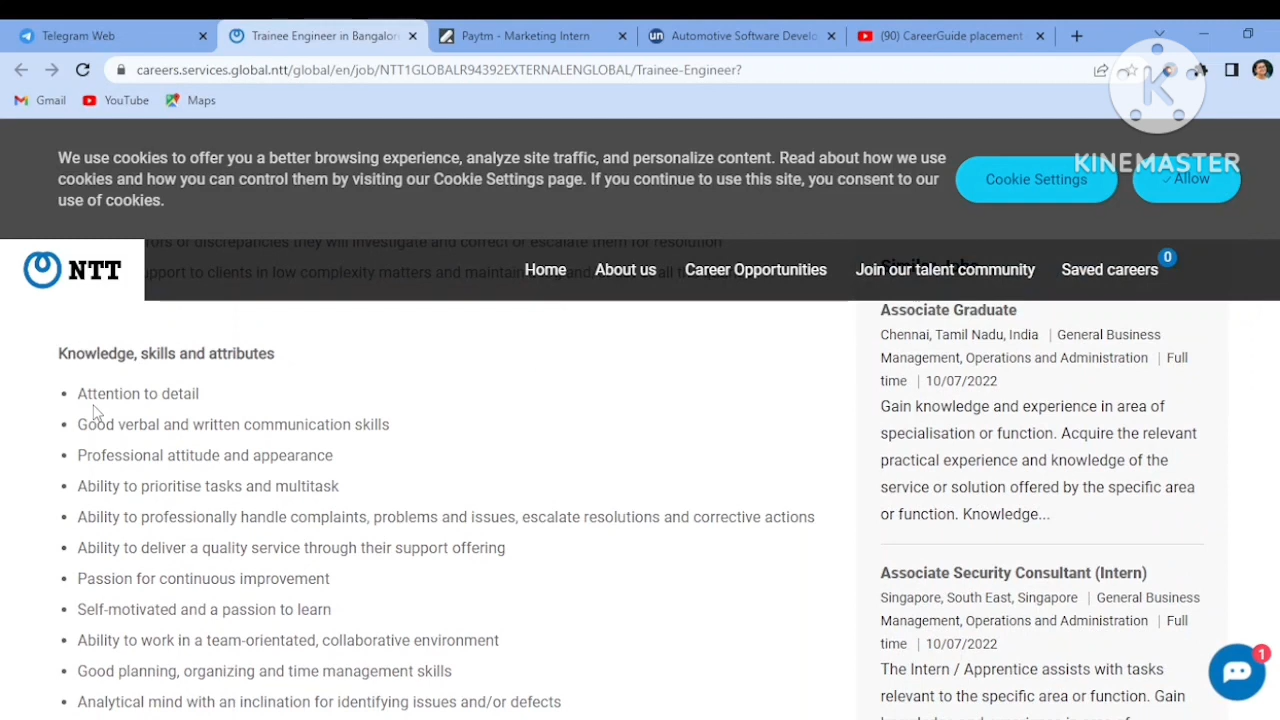 Telegram Web
Trainee Engineer in Bangalor
Paytm - Marketing Intern
un
Automotive Software Develo
(90) CareerGuide placement
careers.services.global.ntt/global/en/job/NTT1GLOBALR94392EXTERNALENGLOBAL/Trainee-Engineer?
Gmail
YouTube
Maps
K
KINEMASTER
We use cookies to offer you a better browsing experience, analyze site traffic, and personalize content. Read about how we use
cookies and how you can control them by visiting our Cookie Settings page. If you continue to use this site, you consent to our
use of cookies.
Cookie Settings
Allow
rors or discrepancies they will investigate and correct or escalate them for resolution
upport to clients in low complexity matters and maintain
NTT
Home
About us
Career Opportunities
Join our talent community
Saved careers
0
Knowledge, skills and attributes
• Attention to detail
• Good verbal and written communication skills
• Professional attitude and appearance
• Ability to prioritise tasks and multitask
• Ability to professionally handle complaints, problems and issues, escalate resolutions and corrective actions
• Ability to deliver a quality service through their support offering
• Passion for continuous improvement
• Self-motivated and a passion to learn
• Ability to work in a team-orientated, collaborative environment
• Good planning, organizing and time management skills
• Analytical mind with an inclination for identifying issues and/or defects
Similar Jobs
Associate Graduate
Chennai, Tamil Nadu, India | General Business
Management, Operations and Administration | Full
time | 10/07/2022
Gain knowledge and experience in area of
specialisation or function. Acquire the relevant
practical experience and knowledge of the
service or solution offered by the specific area
or function. Knowledge...
Associate Security Consultant (Intern)
Singapore, South East, Singapore | General Business
Management, Operations and Administration | Full
time | 10/07/2022
The Intern / Apprentice assists with tasks
relevant to the specific area or function. Gain
knowledge and experience in area of
1